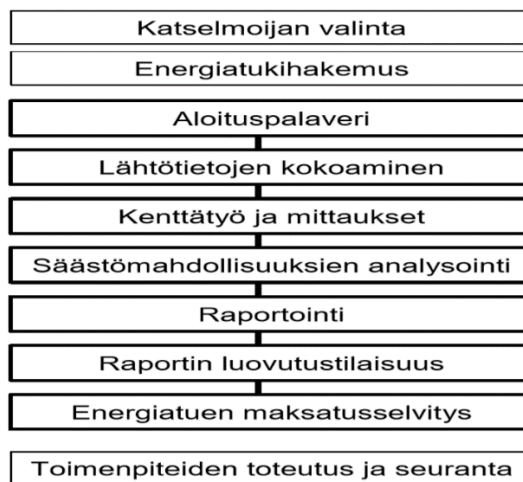 Katselmoijan valinta
Energiatukihakemus
Aloituspalaveri
Lähtötietojen kokoaminen
Kenttätyö ja mittaukset
Säästömahdollisuuksien analysointi
Raportointi
Raportin luovutustilaisuus
Energiatuen maksatusselvitys
Toimenpiteiden toteutus ja seuranta